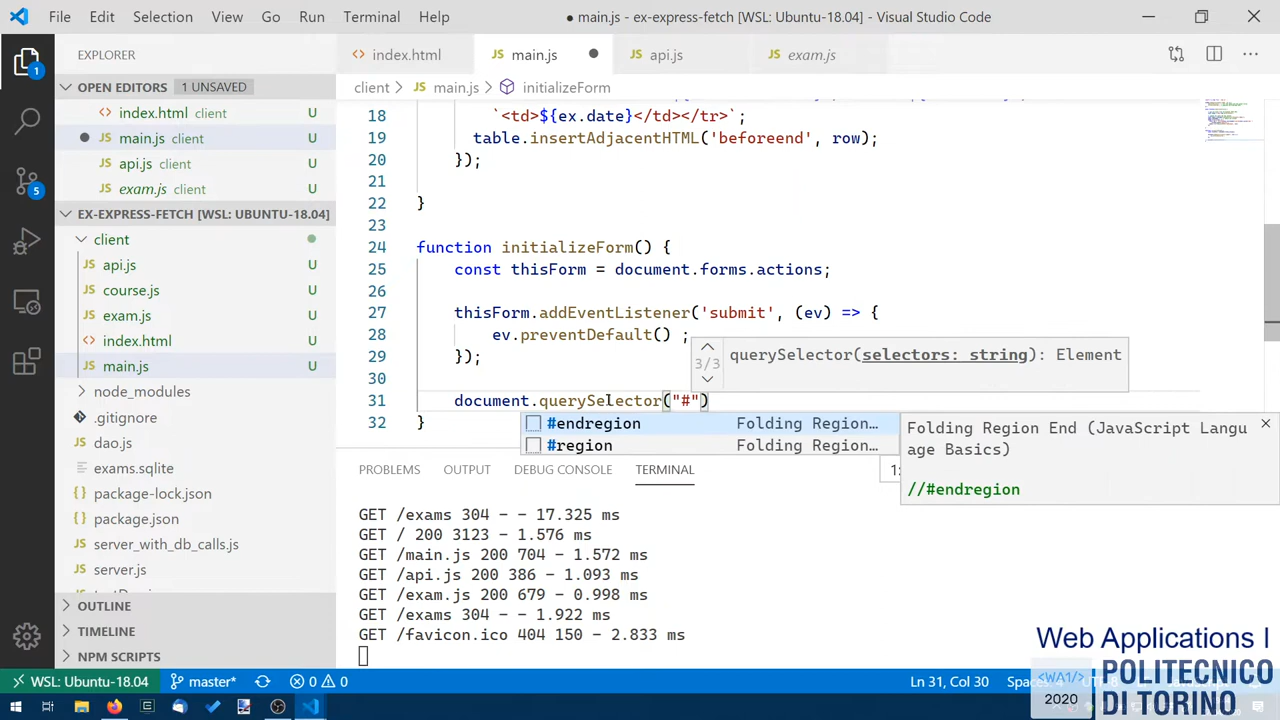 File Edit Selection View Go Run Terminal Help
● main.js - ex-express-fetch [WSL: Ubuntu-18.04] - Visual Studio Code
EXPLORER
OPEN EDITORS 1 UNSAVED
<> index.html client U
JS main.js client U
JS api.js client U
JS exam.js client U
EX-EXPRESS-FETCH [WSL: UBUNTU-18.04]
client
JS api.js U
JS course.js U
JS exam.js U
<> index.html U
JS main.js U
node_modules
.gitignore
JS dao.js U
exams.sqlite U
{} package-lock.json U
{} package.json U
JS server_with_db_calls.js U
JS server.js U
OUTLINE
TIMELINE
NPM SCRIPTS
1
5
<> index.html JS main.js ● JS api.js JS exam.js
client > JS main.js > initializeForm
18 `<td>${ex.date}</td></tr>`;
19 table.insertAdjacentHTML('beforeend', row);
20 });
21
22 }
23
24 function initializeForm() {
25 const thisForm = document.forms.actions;
26
27 thisForm.addEventListener('submit', (ev) => {
28 ev.preventDefault() ;
29 });
30
31 document.querySelector("#")
32 }
3/3 querySelector(selectors: string): Element
#endregion Folding Region…
#region Folding Region…
Folding Region End (JavaScript Langu
age Basics)
//#endregion
PROBLEMS OUTPUT DEBUG CONSOLE TERMINAL 1:
GET /exams 304 - - 17.325 ms
GET / 200 3123 - 1.576 ms
GET /main.js 200 704 - 1.572 ms
GET /api.js 200 386 - 1.093 ms
GET /exam.js 200 679 - 0.998 ms
GET /exams 304 - - 1.922 ms
GET /favicon.ico 404 150 - 2.833 ms
Web Applications I
<WA1/>
2020
POLITECNICO
DI TORINO
WSL: Ubuntu-18.04 master* 0 0 Ln 31, Col 30